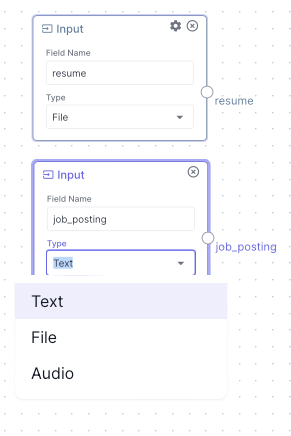 Input
Field Name
resume
Type
File
resume
Input
Field Name
job_posting
job_posting
Type
Text
Text
File
Audio